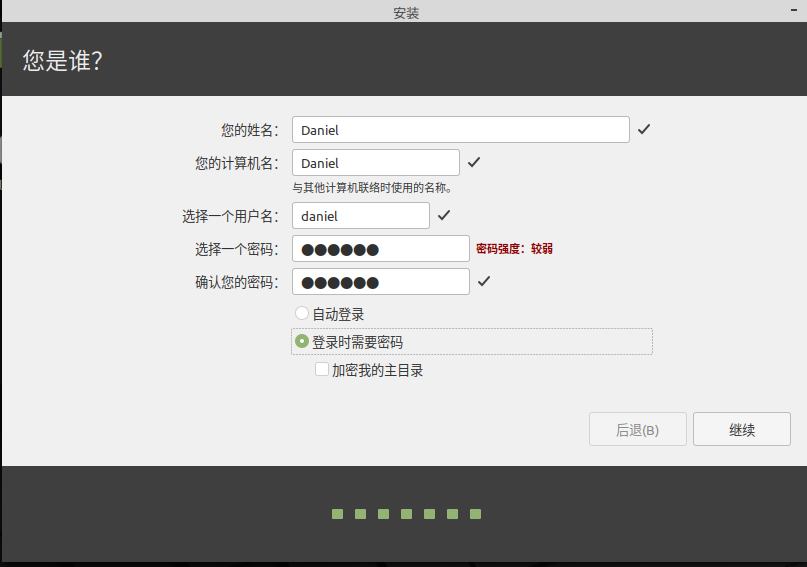 安装
您是谁？
您的姓名： Daniel
您的计算机名： Daniel
与其他计算机联络时使用的名称。
选择一个用户名： daniel
选择一个密码： ●●●●●● 密码强度：较弱
确认您的密码： ●●●●●●
自动登录
登录时需要密码
加密我的主目录
后退(B) 继续